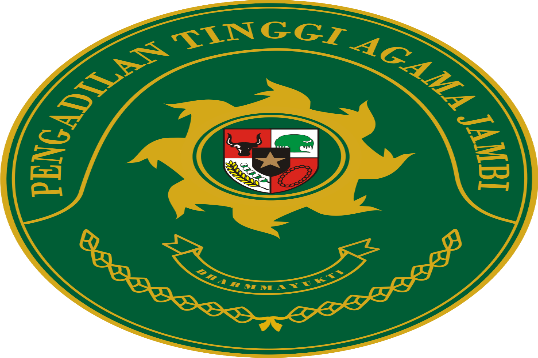 PENGADILAN TINGGI AGAMA JAMBI
DHARMMAYUKTI